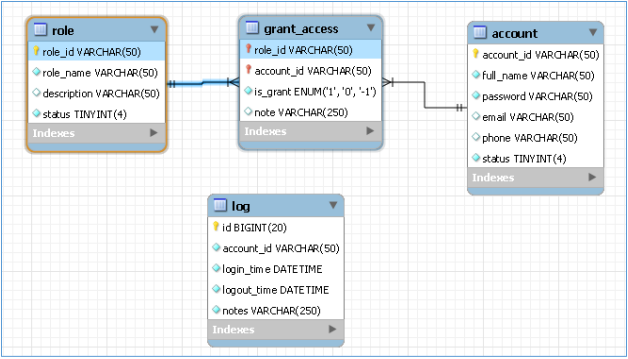 role
role_id VARCHAR(50)
role_name VARCHAR(50)
description VARCHAR(50)
status TINYINT(4)
Indexes
grant_access
role_id VARCHAR(50)
account_id VARCHAR(50)
is_grant ENUM('1', '0', '-1')
note VARCHAR(250)
Indexes
account
account_id VARCHAR(50)
full_name VARCHAR(50)
password VARCHAR(50)
email VARCHAR(50)
phone VARCHAR(50)
status TINYINT(4)
Indexes
log
id BIGINT(20)
account_id VARCHAR(50)
login_time DATETIME
logout_time DATETIME
notes VARCHAR(250)
Indexes